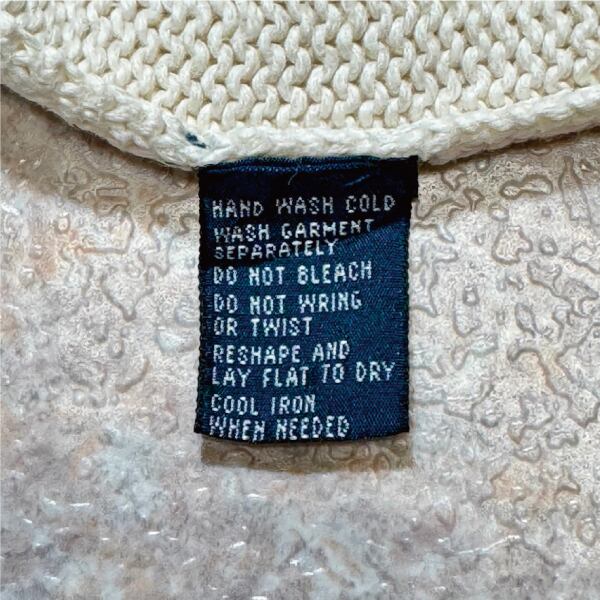 HAND WASH COLD
WASH GARMENT
SEPARATELY
DO NOT BLEACH
DO NOT WRING
OR TWIST
RESHAPE AND
LAY FLAT TO DRY
COOL IRON
WHEN NEEDED